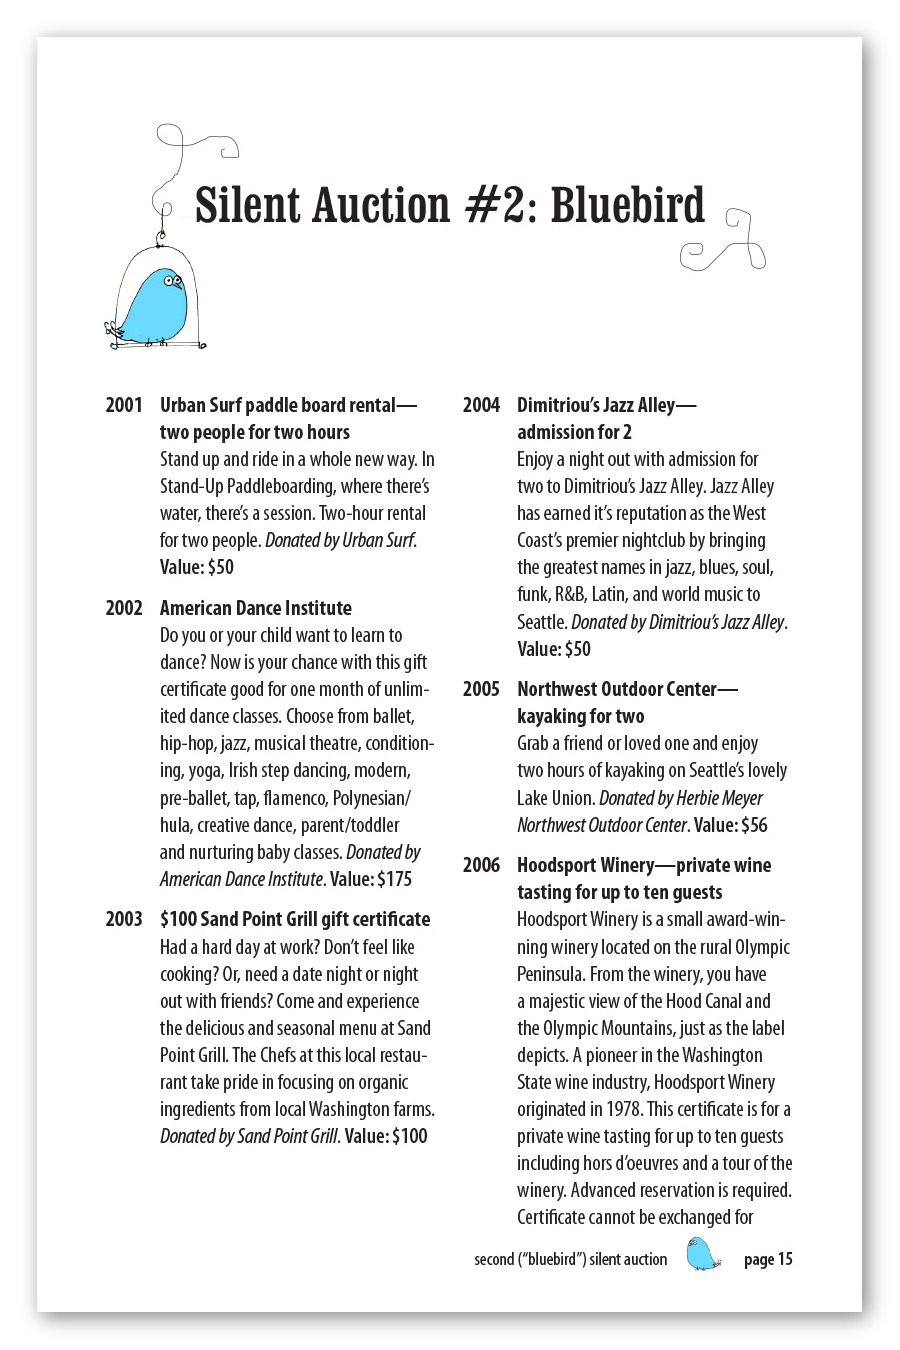 Silent Auction #2: Bluebird
2001 Urban Surf paddle board rental—
two people for two hours
Stand up and ride in a whole new way. In
Stand-Up Paddleboarding, where there’s
water, there’s a session. Two-hour rental
for two people. Donated by Urban Surf.
Value: $50
2002 American Dance Institute
Do you or your child want to learn to
dance? Now is your chance with this gift
certificate good for one month of unlim-
ited dance classes. Choose from ballet,
hip-hop, jazz, musical theatre, condition-
ing, yoga, Irish step dancing, modern,
pre-ballet, tap, flamenco, Polynesian/
hula, creative dance, parent/toddler
and nurturing baby classes. Donated by
American Dance Institute. Value: $175
2003 $100 Sand Point Grill gift certificate
Had a hard day at work? Don’t feel like
cooking? Or, need a date night or night
out with friends? Come and experience
the delicious and seasonal menu at Sand
Point Grill. The Chefs at this local restau-
rant take pride in focusing on organic
ingredients from local Washington farms.
Donated by Sand Point Grill. Value: $100
2004 Dimitriou’s Jazz Alley—
admission for 2
Enjoy a night out with admission for
two to Dimitriou’s Jazz Alley. Jazz Alley
has earned it’s reputation as the West
Coast’s premier nightclub by bringing
the greatest names in jazz, blues, soul,
funk, R&B, Latin, and world music to
Seattle. Donated by Dimitriou’s Jazz Alley.
Value: $50
2005 Northwest Outdoor Center—
kayaking for two
Grab a friend or loved one and enjoy
two hours of kayaking on Seattle’s lovely
Lake Union. Donated by Herbie Meyer
Northwest Outdoor Center. Value: $56
2006 Hoodsport Winery—private wine
tasting for up to ten guests
Hoodsport Winery is a small award-win-
ning winery located on the rural Olympic
Peninsula. From the winery, you have
a majestic view of the Hood Canal and
the Olympic Mountains, just as the label
depicts. A pioneer in the Washington
State wine industry, Hoodsport Winery
originated in 1978. This certificate is for a
private wine tasting for up to ten guests
including hors d’oeuvres and a tour of the
winery. Advanced reservation is required.
Certificate cannot be exchanged for
second (“bluebird”) silent auction page 15